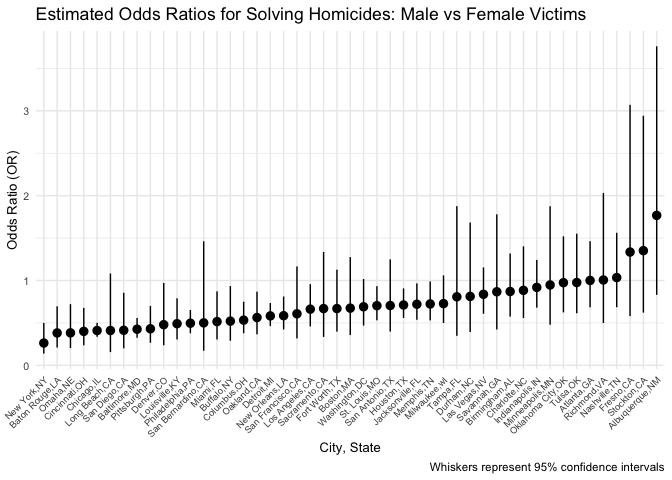 Estimated Odds Ratios for Solving Homicides: Male vs Female Victims
Odds Ratio (OR)
3
2
1
0
New York,NY
Baton Rouge,LA
Omaha,NE
Cincinnati,OH
Chicago,IL
Long Beach,CA
San Diego,CA
Baltimore,MD
Pittsburgh,PA
Denver,CO
Louisville,KY
Philadelphia,PA
San Bernardino,CA
Miami,FL
Buffalo,NY
Columbus,OH
Oakland,CA
Detroit,MI
New Orleans,LA
San Francisco,CA
Los Angeles,CA
Sacramento,CA
Fort Worth,TX
Boston,MA
Washington,DC
St. Louis,MO
San Antonio,TX
Houston,TX
Jacksonville,FL
Memphis,TN
Milwaukee,wI
Tampa,FL
Durham,NC
Las Vegas,NV
Savannah,GA
Birmingham,AL
Charlotte,NC
Indianapolis,IN
Minneapolis,MN
Oklahoma City,OK
Tulsa,OK
Atlanta,GA
Richmond,VA
Nashville,TN
Fresno,CA
Stockton,CA
Albuquerque,NM
City, State
Whiskers represent 95% confidence intervals